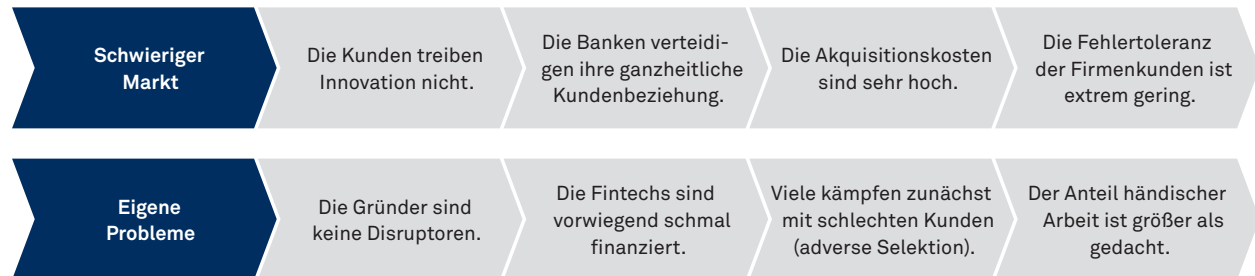 Schwieriger
Markt
Die Kunden treiben
Innovation nicht.
Die Banken verteidi-
gen ihre ganzheitliche
Kundenbeziehung.
Die Akquisitionskosten
sind sehr hoch.
Die Fehlertoleranz
der Firmenkunden ist
extrem gering.
Eigene
Probleme
Die Gründer sind
keine Disruptoren.
Die Fintechs sind
vorwiegend schmal
finanziert.
Viele kämpfen zunächst
mit schlechten Kunden
(adverse Selektion).
Der Anteil händischer
Arbeit ist größer als
gedacht.